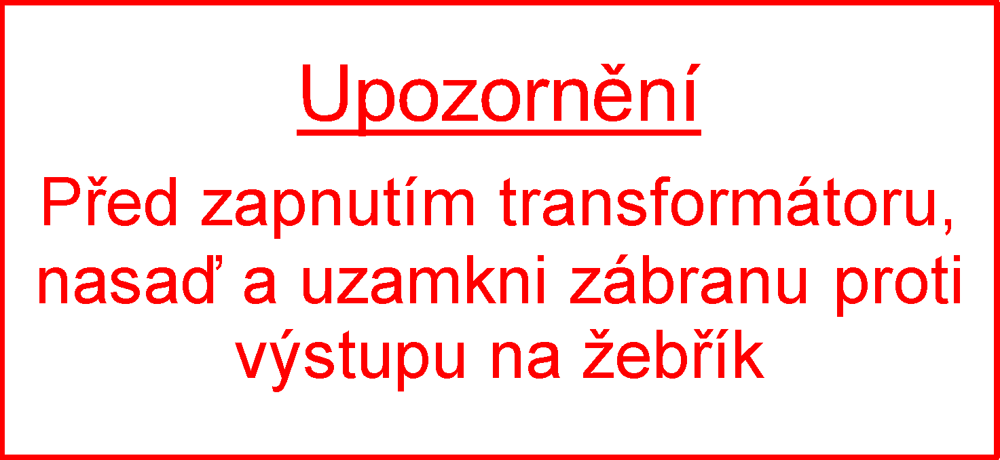 Upozornění
Před zapnutím transformátoru,
nasaď a uzamkni zábranu proti
výstupu na žebřík